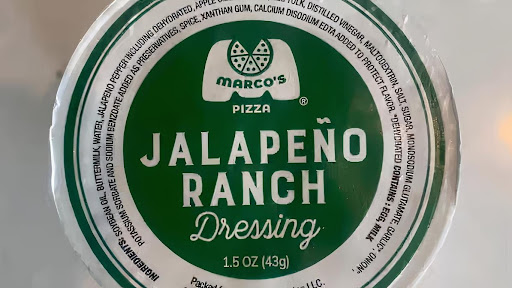 MARCO'S
PIZZA
®
JALAPEÑO
RANCH
Dressing
1.5 OZ (43g)
Packed
LLC.
INGREDIENTS: SOYBEAN OIL, BUTTERMILK, WATER, JALAPENO PEPPER INCLUDING DEHYDRATED, APPLE
YOLK, DISTILLED VINEGAR, MALTODEXTRIN, SALT, SUGAR, MONOSODIUM GLUTAMATE, GARLIC*, ONION*,
POTASSIUM SORBATE AND SODIUM BENZOATE ADDED AS PRESERVATIVES, SPICE, XANTHAN GUM, CALCIUM DISODIUM EDTA ADDED TO PROTECT FLAVOR. *DEHYDRATED CONTAINS: EGG, MILK